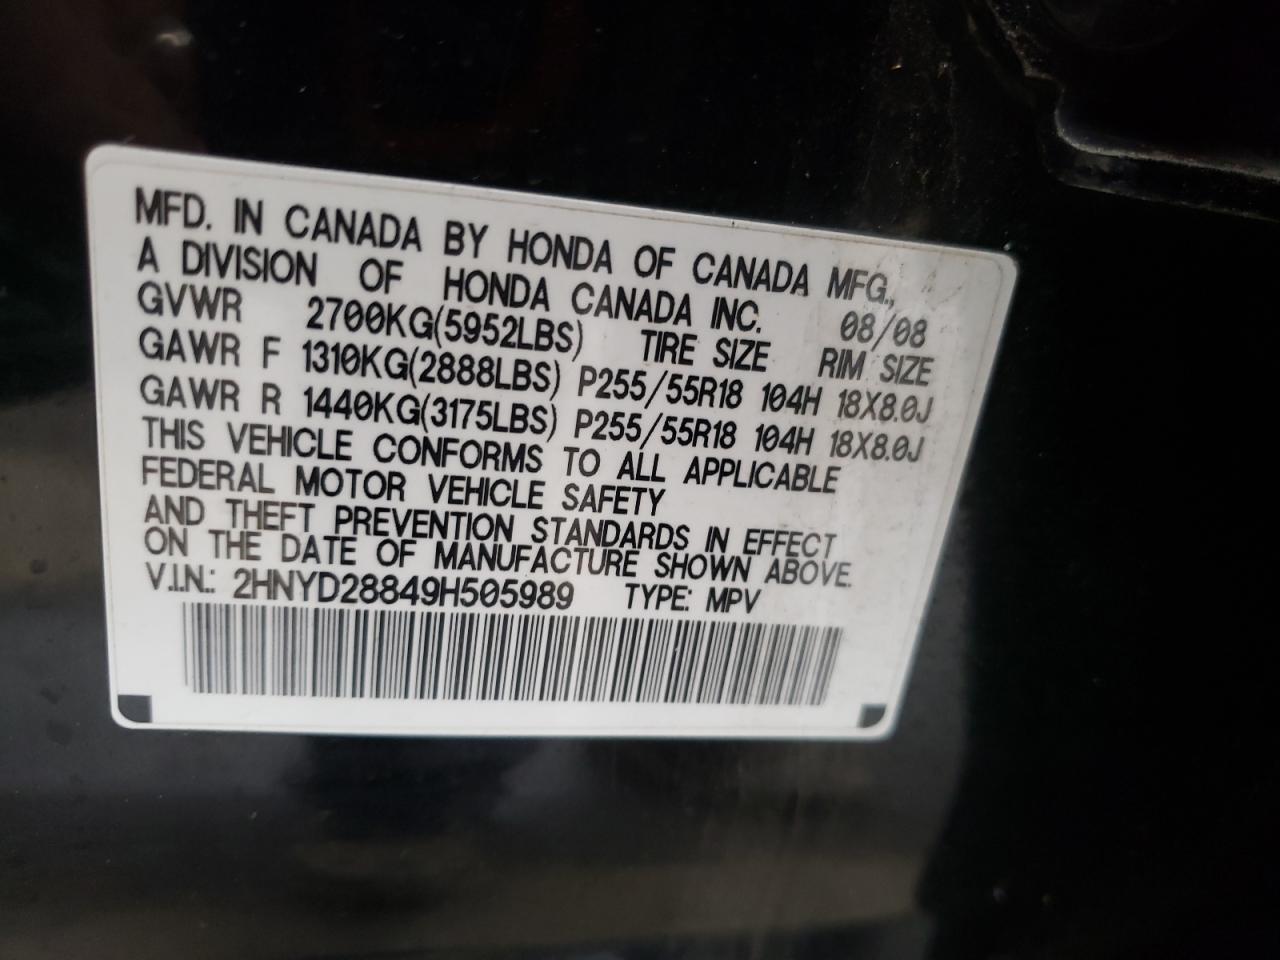 MFD. IN CANADA BY HONDA OF CANADA MFG.,
A DIVISION OF HONDA CANADA INC. 08/08
GVWR 2700KG(5952LBS) TIRE SIZE RIM SIZE
GAWR F 1310KG(2888LBS) P255/55R18 104H 18X8.0J
GAWR R 1440KG(3175LBS) P255/55R18 104H 18X8.0J
THIS VEHICLE CONFORMS TO ALL APPLICABLE
FEDERAL MOTOR VEHICLE SAFETY
AND THEFT PREVENTION STANDARDS IN EFFECT
ON THE DATE OF MANUFACTURE SHOWN ABOVE.
V.I.N.: 2HNYD28849H505989 TYPE: MPV